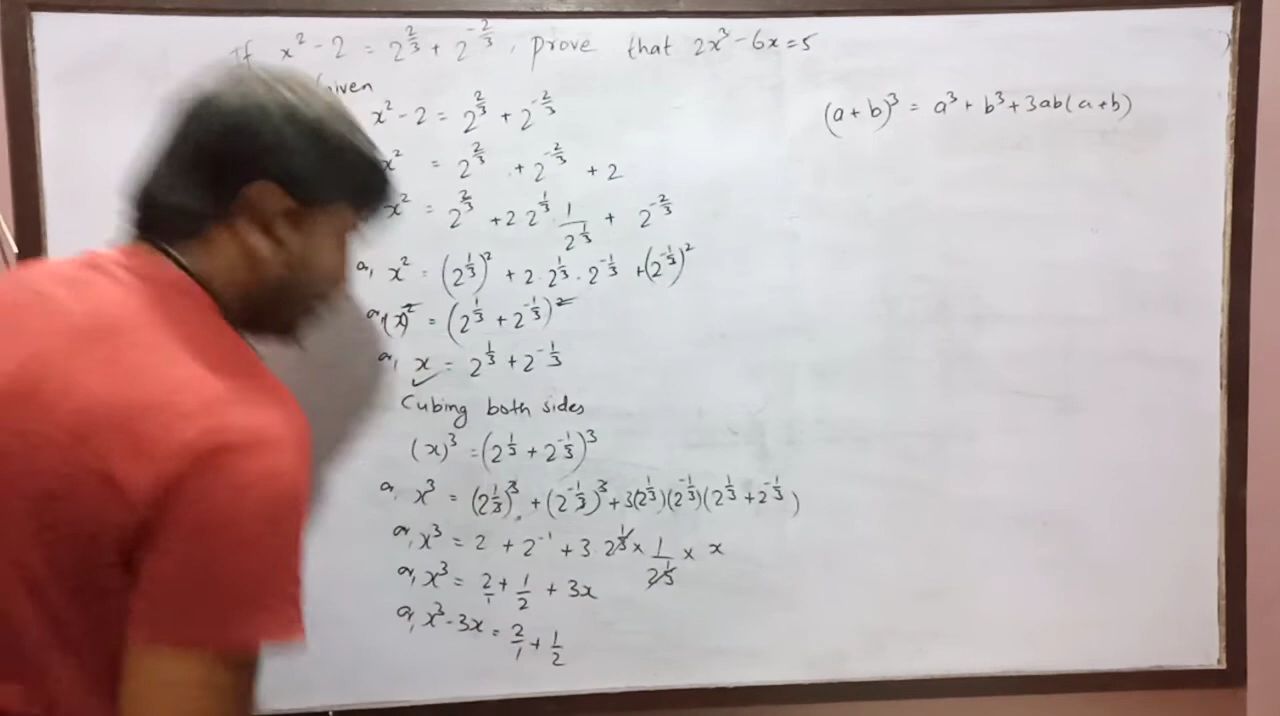 If x² - 2 = 2^(2/3) + 2^(-2/3), prove that 2x³ - 6x = 5
Given
x² - 2 = 2^(2/3) + 2^(-2/3)
x² = 2^(2/3) + 2^(-2/3) + 2
x² = 2^(2/3) + 2 2^(1/3) · 1/2^(1/3) + 2^(-2/3)
or, x² = (2^(1/3))² + 2 · 2^(1/3) · 2^(-1/3) + (2^(-1/3))²
or, (x)² = (2^(1/3) + 2^(-1/3))²
or, x = 2^(1/3) + 2^(-1/3)
Cubing both sides
(x)³ = (2^(1/3) + 2^(-1/3))³
or, x³ = (2^(1/3))³ + (2^(-1/3))³ + 3(2^(1/3))(2^(-1/3))(2^(1/3) + 2^(-1/3))
or, x³ = 2 + 2^(-1) + 3 · 2^(1/3) × 1/2^(1/3) × x
or, x³ = 2/1 + 1/2 + 3x
or, x³ - 3x = 2/1 + 1/2
(a + b)³ = a³ + b³ + 3ab(a + b)